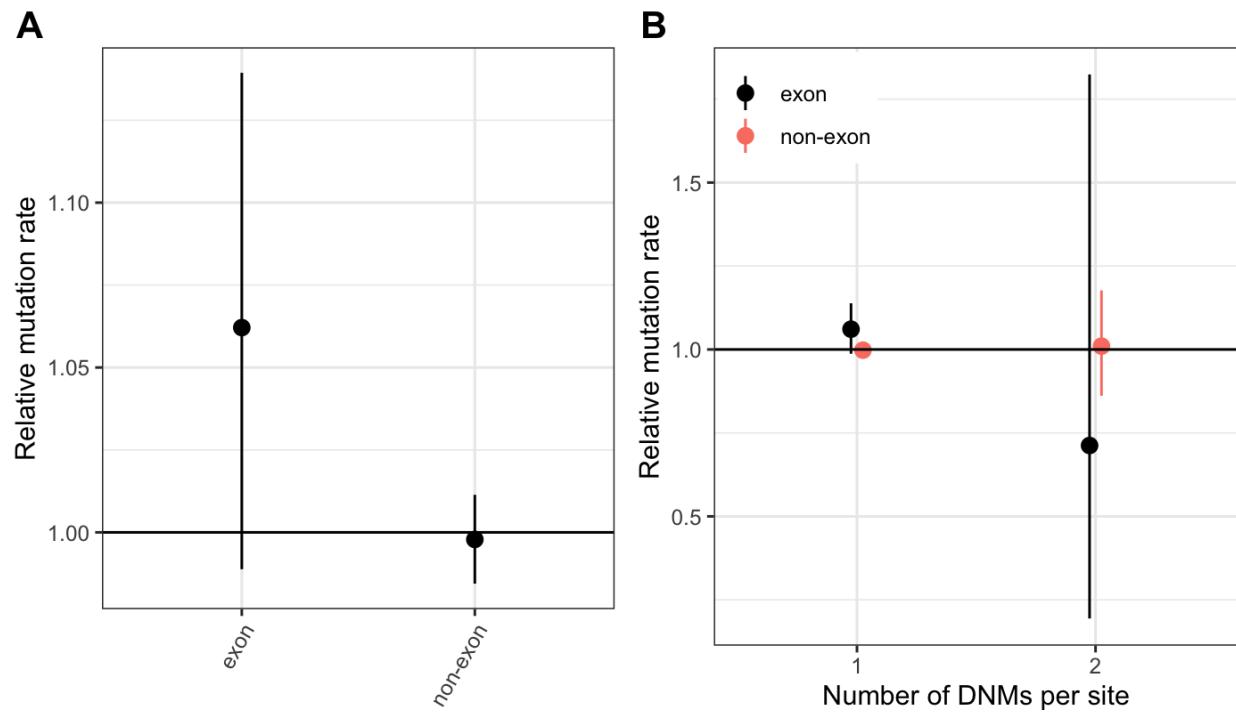 A
Relative mutation rate
1.10
1.05
1.00
exon
non-exon
B
exon
non-exon
Relative mutation rate
1.5
1.0
0.5
1
2
Number of DNMs per site